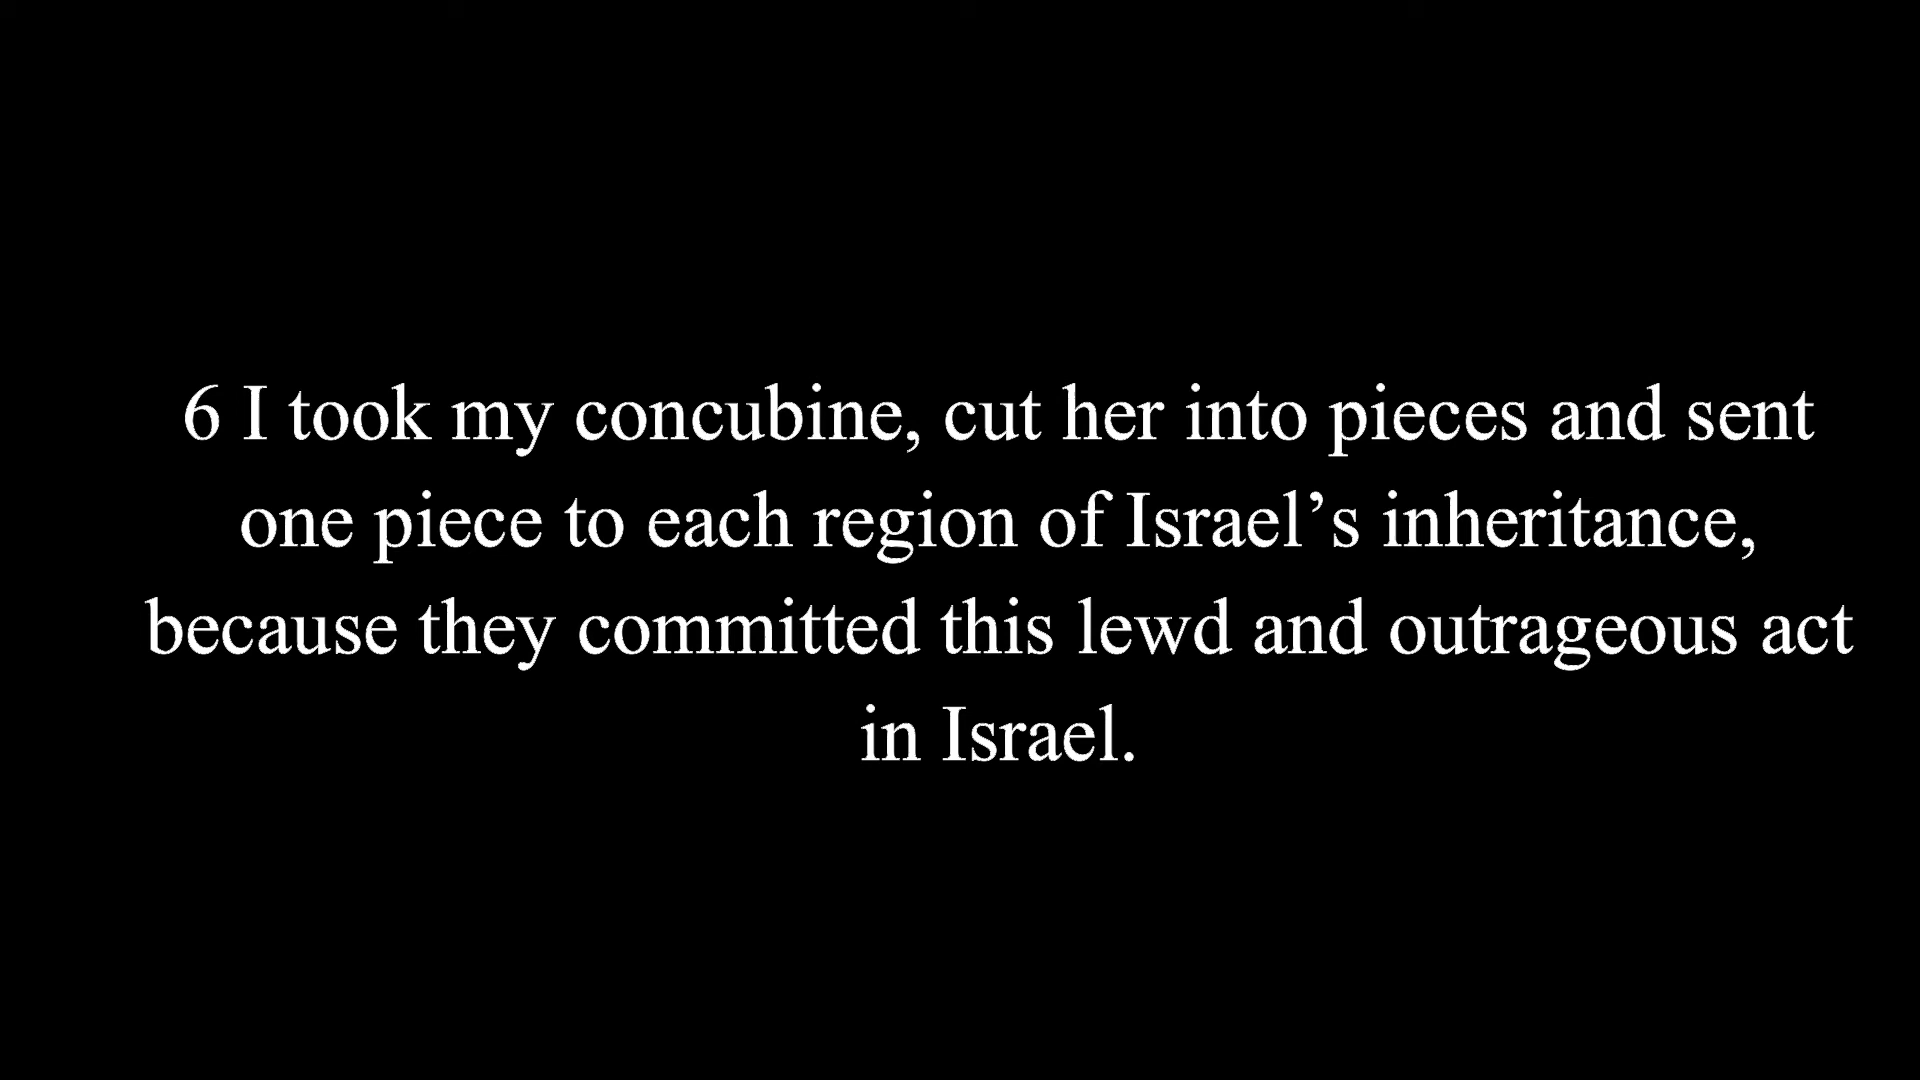 6 I took my concubine, cut her into pieces and sent
one piece to each region of Israel’s inheritance,
because they committed this lewd and outrageous act
in Israel.